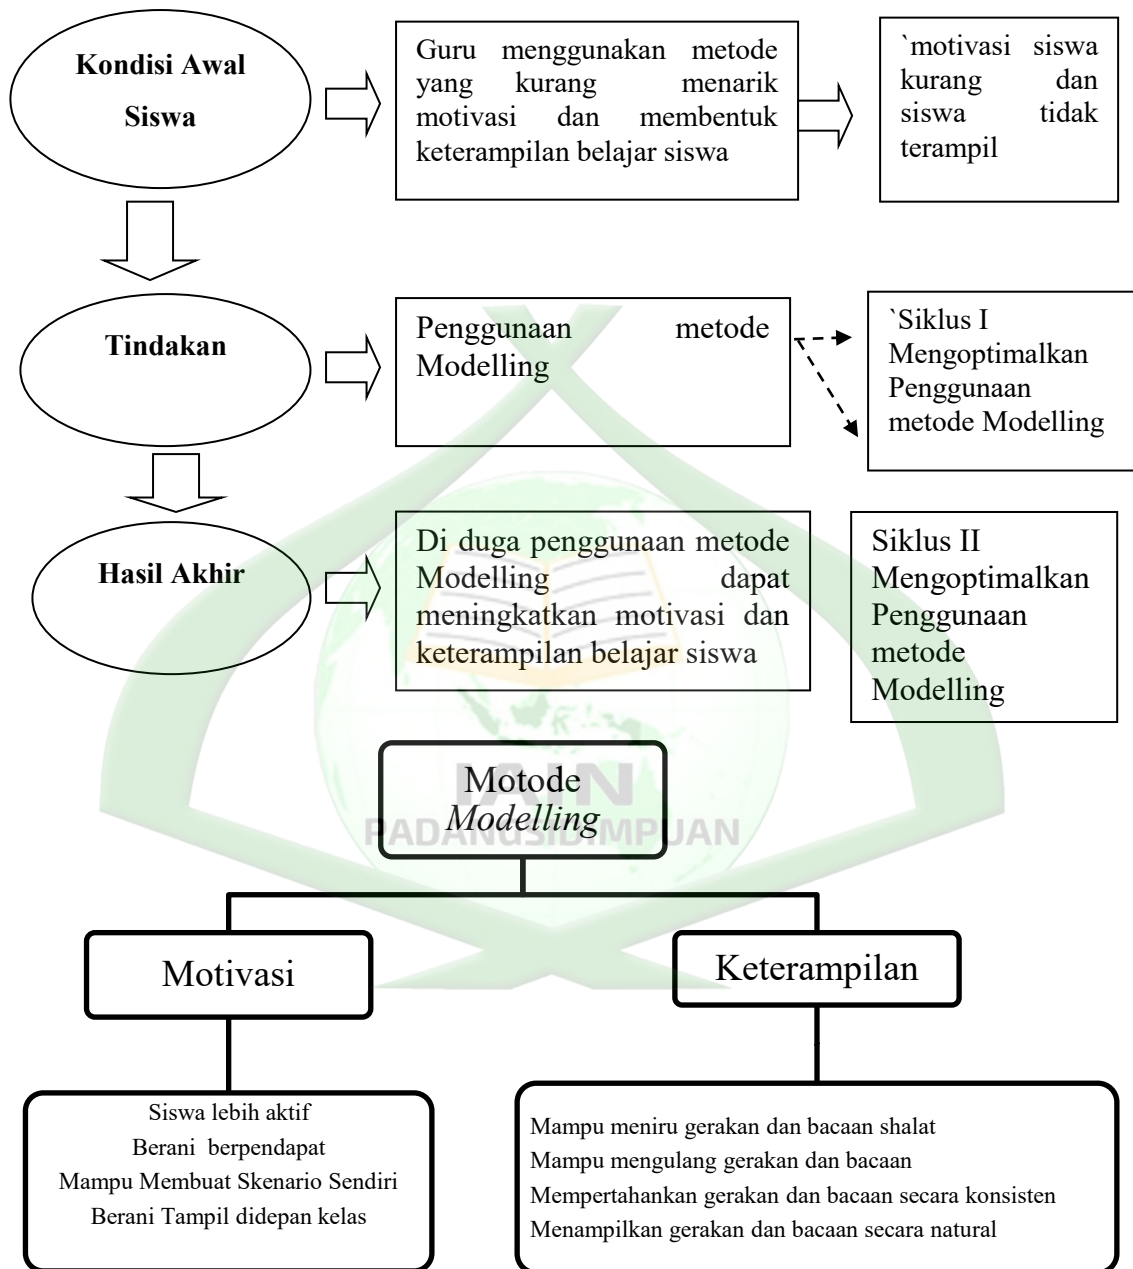 Kondisi Awal
Siswa
Guru menggunakan metode
yang kurang menarik
motivasi dan membentuk
keterampilan belajar siswa
`motivasi siswa
kurang dan
siswa tidak
terampil
Tindakan
Penggunaan metode
Modelling
`Siklus I
Mengoptimalkan
Penggunaan
metode Modelling
Hasil Akhir
Di duga penggunaan metode
Modelling dapat
meningkatkan motivasi dan
keterampilan belajar siswa
Siklus II
Mengoptimalkan
Penggunaan
metode
Modelling
Motode
Modelling
IAIN
PADANGSIDIMPUAN
Motivasi
Keterampilan
Siswa lebih aktif
Berani berpendapat
Mampu Membuat Skenario Sendiri
Berani Tampil didepan kelas
Mampu meniru gerakan dan bacaan shalat
Mampu mengulang gerakan dan bacaan
Mempertahankan gerakan dan bacaan secara konsisten
Menampilkan gerakan dan bacaan secara natural